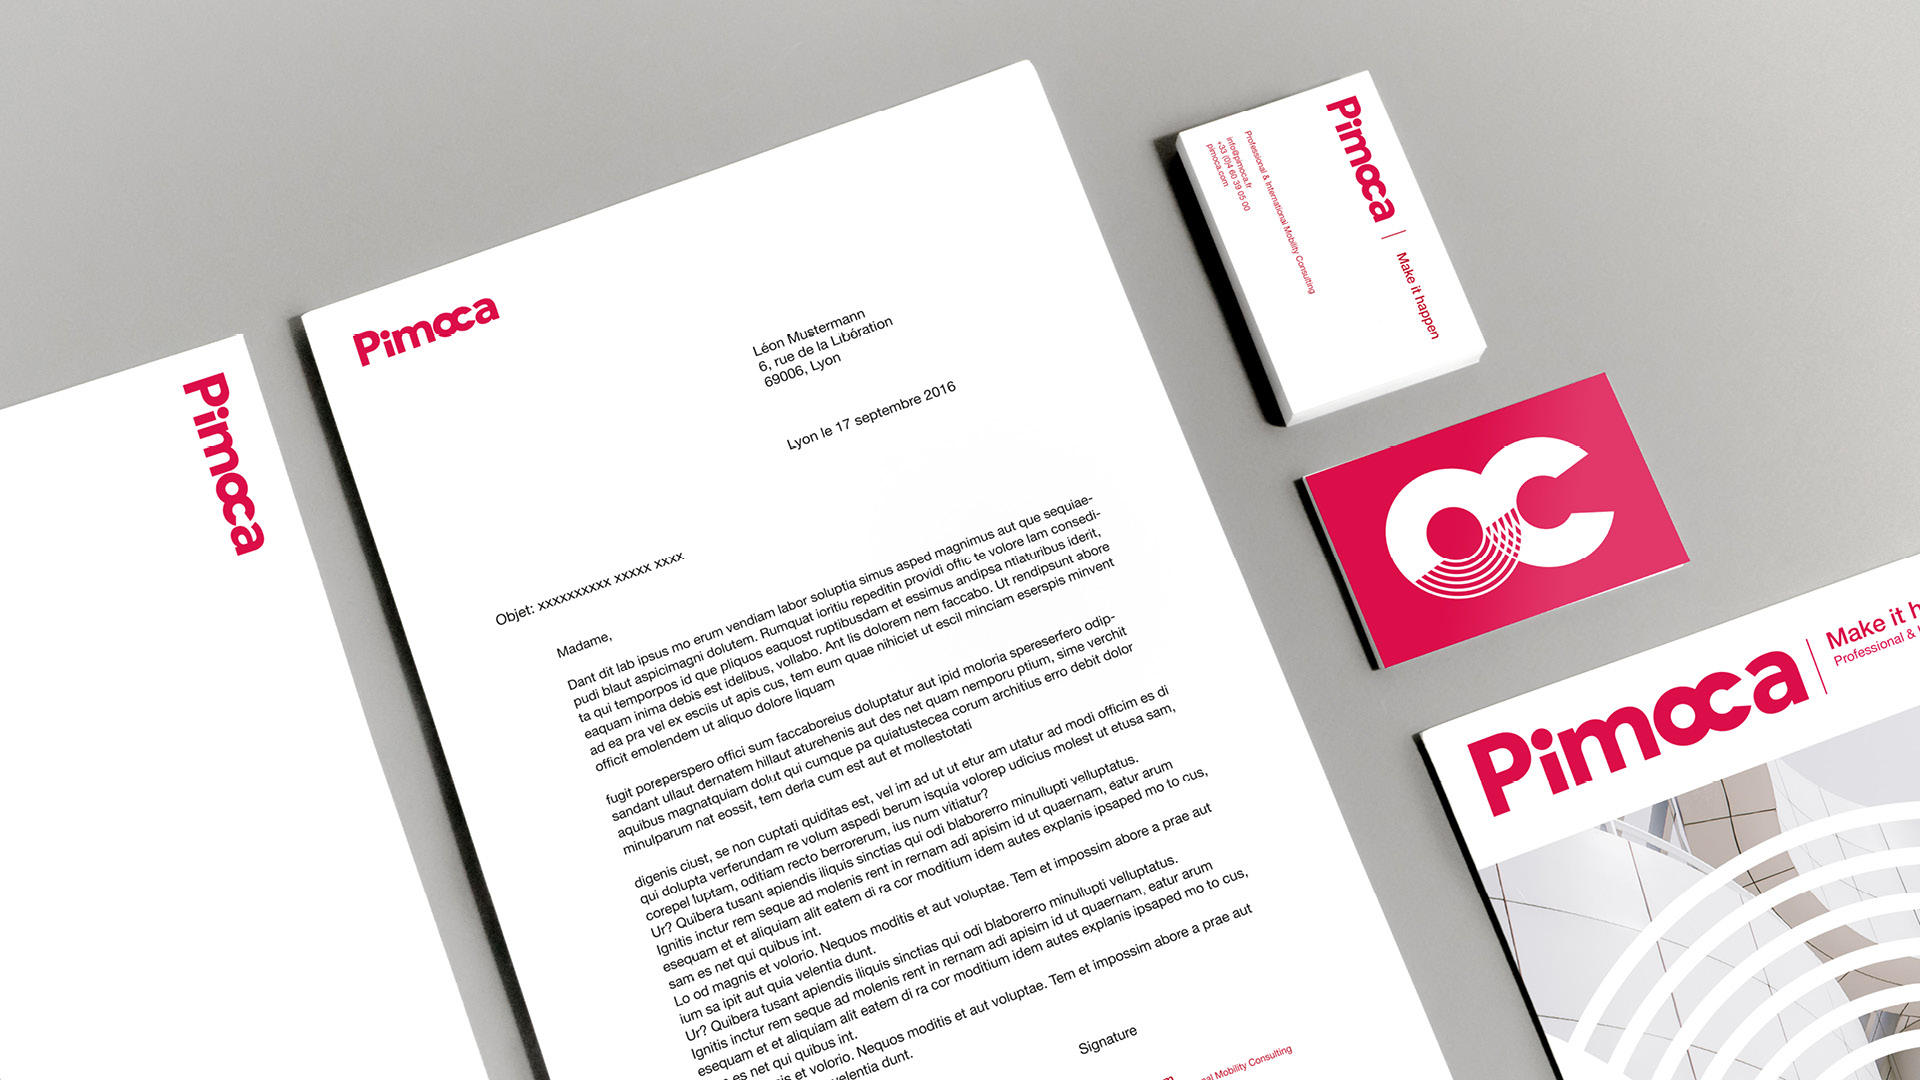 Pimoca
Pimoca
Léon Mustermann
6, rue de la Libération
69006, Lyon
Lyon le 17 septembre 2016
Objet: xxxxxxxxxx xxxxx xxxx
Madame,
Dant dit lab ipsus mo erum vendiam labor soluptia simus asped magnimus aut que sequiae-
pudi blaut aspicimagni dolutem. Rumquat ioritiu repeditin providi offic te volore lam consedi-
ta qui temporpos id que pliquos eaquost ruptibusdam et essimus andipsa ntiaturibus iderit,
eaquam inima debis est idelibus, vollabo. Ant lis dolorem nem faccabo. Ut rendipsunt abore
ad ea pra vel ex esciis ut apis cus, tem eum quae nihiciet ut escil minciam eserspis minvent
officit emolendem ut aliquo dolore liquam
fugit poreperspero offici sum faccaboreius doluptatur aut ipid moloria spereserfero odip-
sandant ullaut dernatem hillaut aturehenis aut des net quam nemporu ptium, sime verchit
aquibus magnatquiam dolut qui cumque pa quiatustecea corum architius erro debit dolor
minulparum nat eossit, tem derla cum est aut et mollestotati
digenis ciust, se non cuptati quiditas est, vel im ad ut ut etur am utatur ad modi officim es di
qui dolupta verferundam re volum aspedi berum isquia volorep udicius molest ut etusa sam,
corepel luptam, oditiam recto berrorerum, ius num vitiatur?
Ur? Quibera tusant apiendis iliquis sinctias qui odi blaborerro minullupti velluptatus.
Ignitis inctur rem seque ad molenis rent in rernam adi apisim id ut quaernam, eatur arum
esequam et et aliquiam alit eatem di ra cor moditium idem autes explanis ipsaped mo to cus,
sam es net qui quibus int.
Lo od magnis et volorio. Nequos moditis et aut voluptae. Tem et impossim abore a prae aut
ium sa ipit aut quia velentia dunt.
Ur? Quibera tusant apiendis iliquis sinctias qui odi blaborerro minullupti velluptatus.
Ignitis inctur rem seque ad molenis rent in rernam adi apisim id ut quaernam, eatur arum
esequam et et aliquiam alit eatem di ra cor moditium idem autes explanis ipsaped mo to cus,
es net qui quibus int.
is et volorio. Nequos moditis et aut voluptae. Tem et impossim abore a prae aut
velentia dunt.
Signature
nal Mobility Consulting
Pimoca | Make it happen
Professional & International Mobility Consulting
info@pimoca.fr
+33 (0)4 60 39 05 00
pimoca.com
OC
Pimoca | Make it h
Professional &